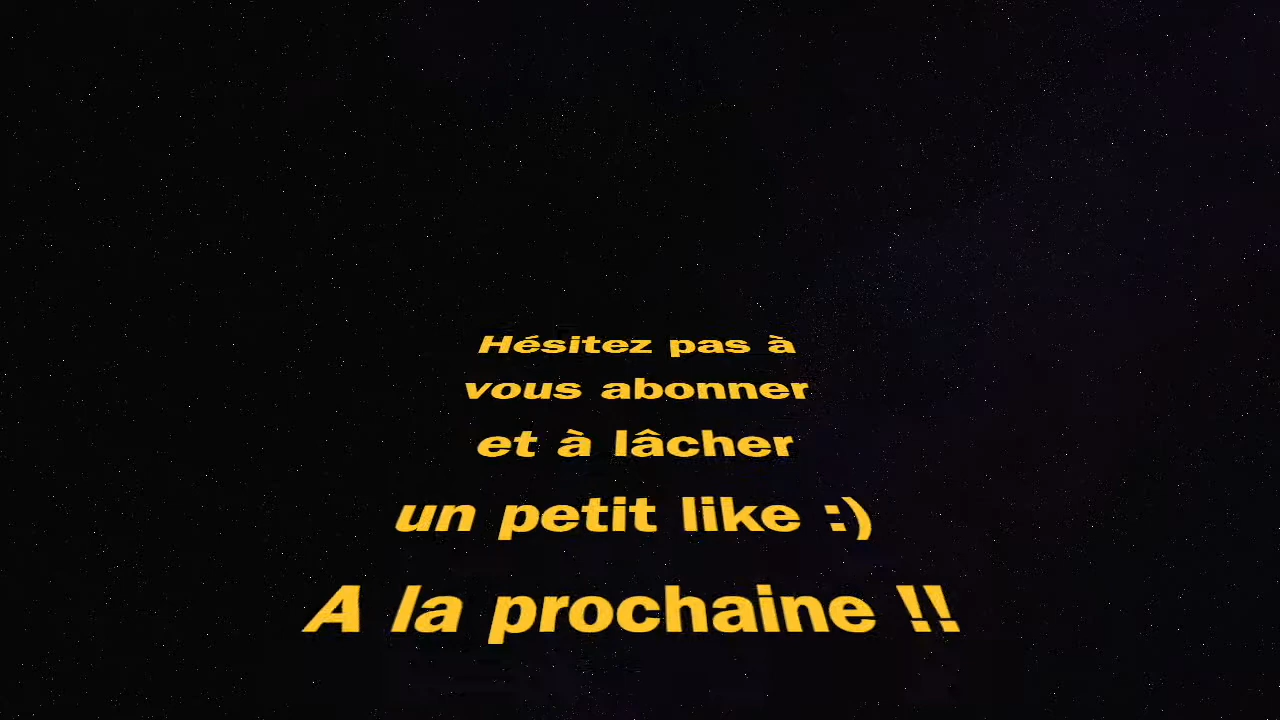 Hésitez pas à
vous abonner
et à lâcher
un petit like :)
A la prochaine !!